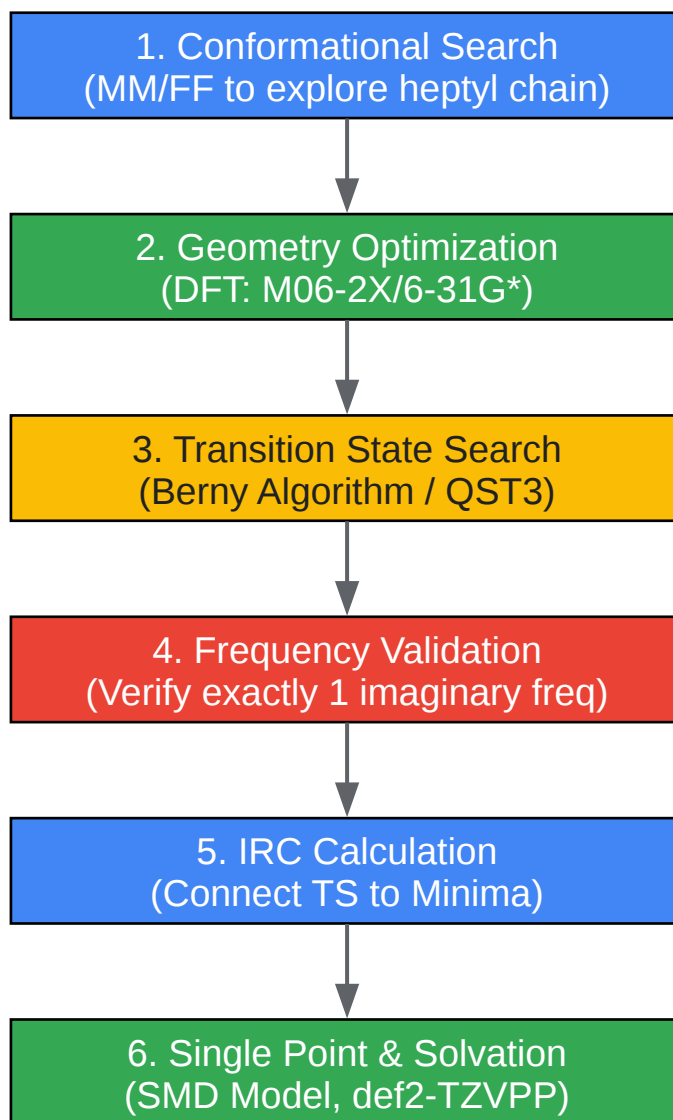 1. Conformational Search
(MM/FF to explore heptyl chain)
2. Geometry Optimization
(DFT: M06-2X/6-31G*)
3. Transition State Search
(Berny Algorithm / QST3)
4. Frequency Validation
(Verify exactly 1 imaginary freq)
5. IRC Calculation
(Connect TS to Minima)
6. Single Point & Solvation
(SMD Model, def2-TZVPP)